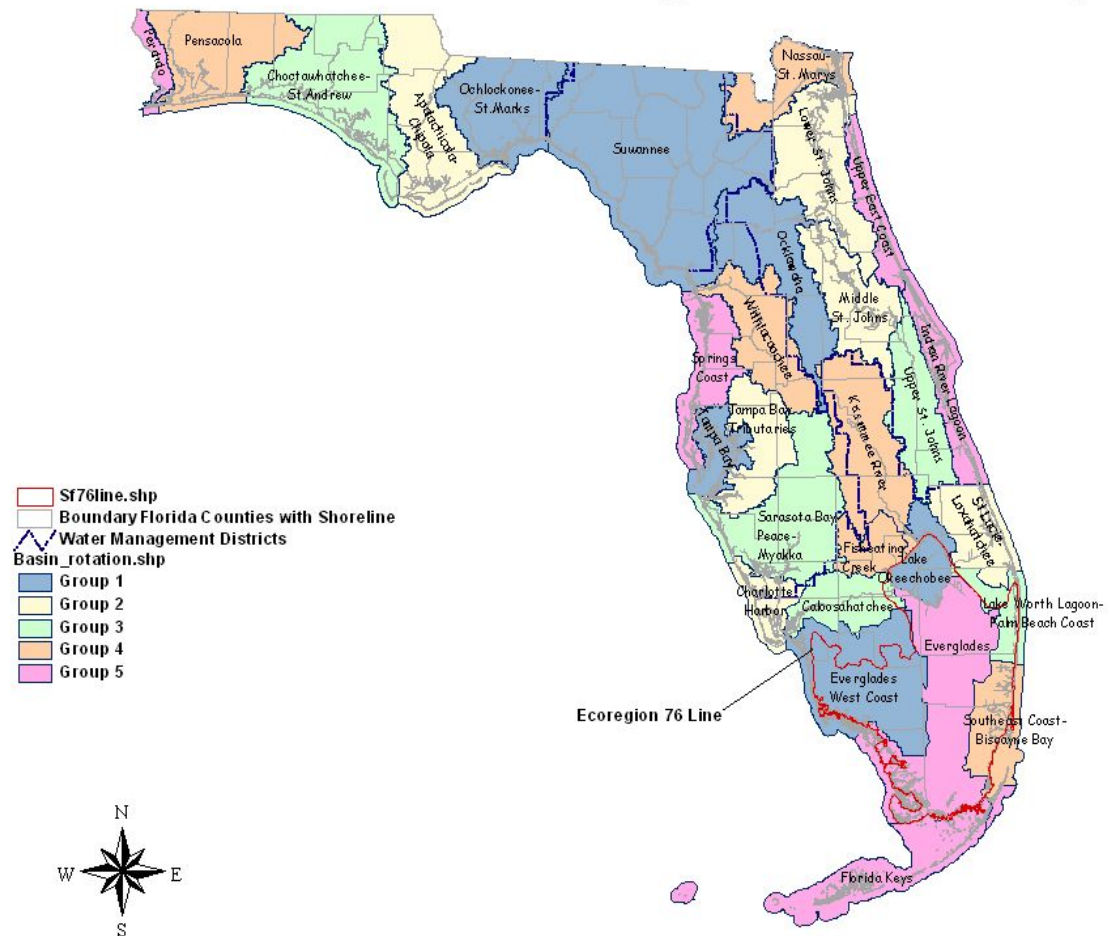 Perdido
Pensacola
Choctawhatchee-
St. Andrew
Apalachicola-
Chipola
Ochlockonee-
St. Marks
Suwannee
Nassau-
St. Marys
Lower St. Johns
Upper East Coast
Ocklawaha
Middle
St. Johns
Withlacoochee
Springs
Coast
Indian River Lagoon
Upper St. Johns
Kissimmee River
Tampa Bay
Tributaries
Tampa Bay
Sarasota Bay
Peace-
Myakka
Fisheating
Creek
Lake
Okeechobee
St. Lucie-
Loxahatchee
Charlotte
Harbor
Caloosahatchee
Lake Worth Lagoon-
Palm Beach Coast
Everglades
Everglades
West Coast
Southeast Coast-
Biscayne Bay
Florida Keys
Ecoregion 76 Line
Sf76line.shp
Boundary Florida Counties with Shoreline
Water Management Districts
Basin_rotation.shp
Group 1
Group 2
Group 3
Group 4
Group 5
N
W
E
S